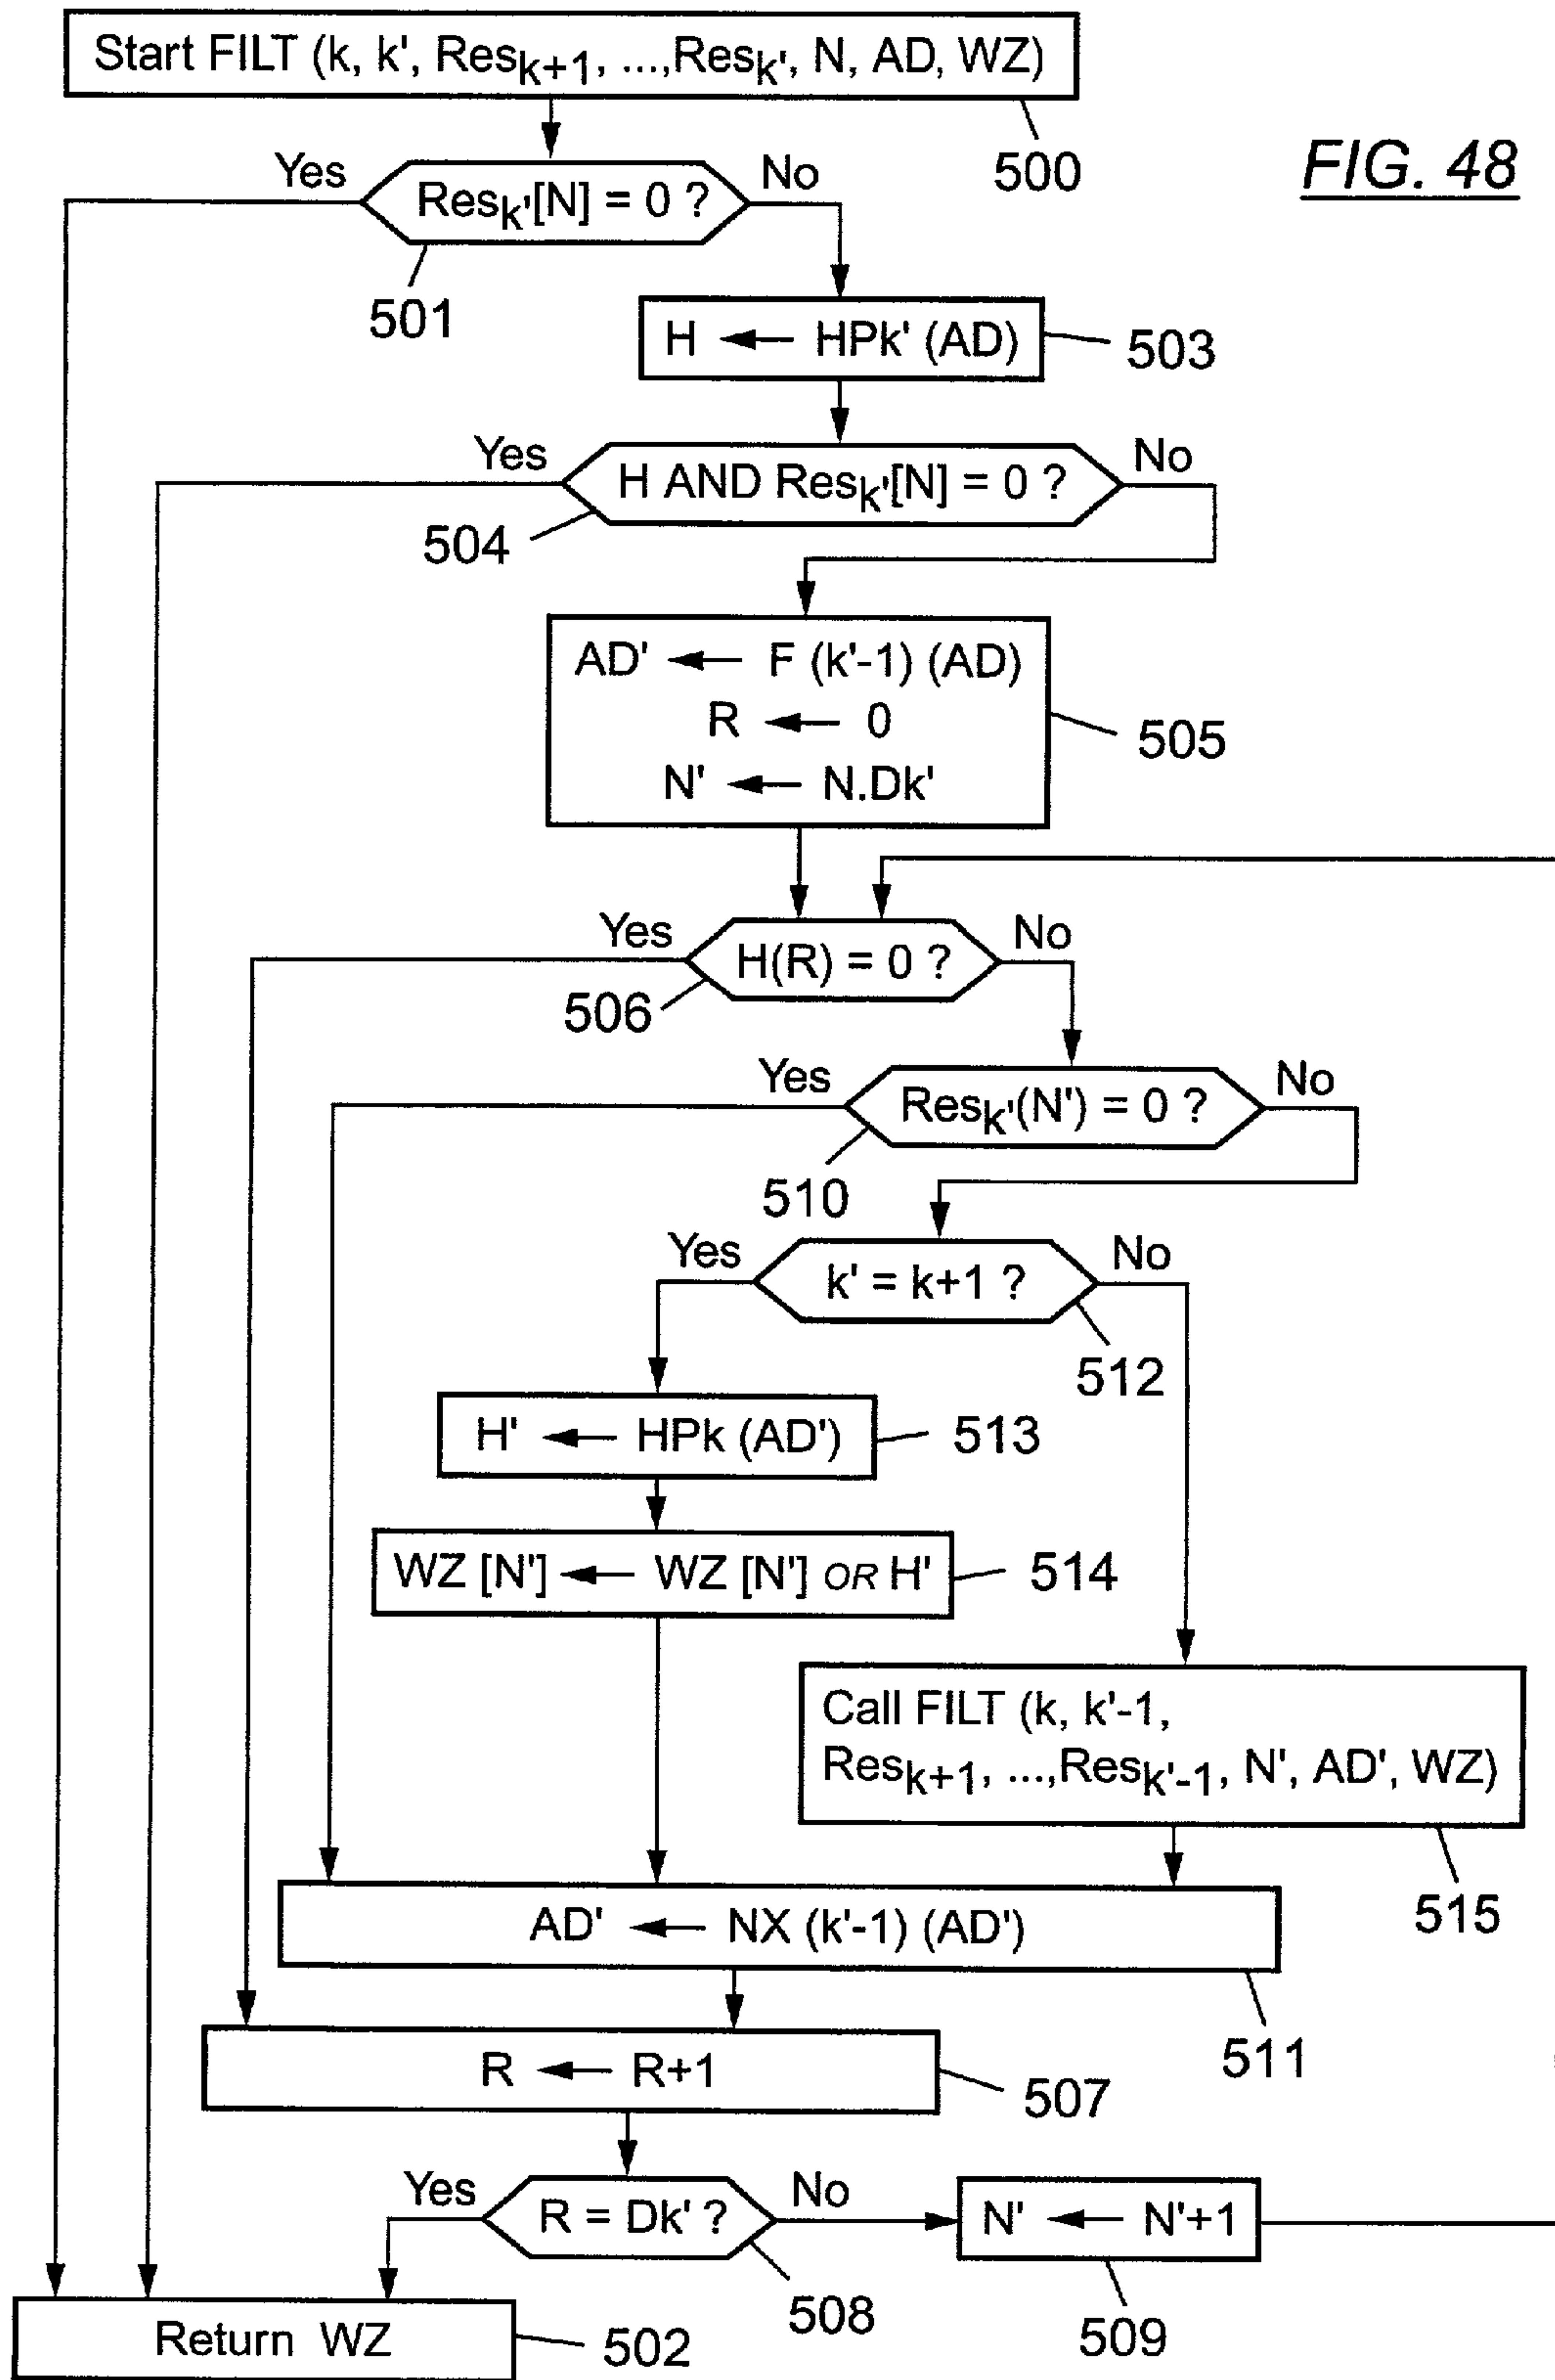 Start FILT (k, k', Resk+1, ...,Resk', N, AD, WZ)
500
FIG. 48
Yes
Resk'[N] = 0 ?
No
501
H ← HPk' (AD)
503
Yes
H AND Resk'[N] = 0 ?
No
504
AD' ← F (k'-1) (AD)
R ← 0
N' ← N.Dk'
505
Yes
H(R) = 0 ?
No
506
Yes
Resk'(N') = 0 ?
No
510
Yes
k' = k+1 ?
No
512
H' ← HPk (AD')
513
WZ [N'] ← WZ [N'] OR H'
514
Call FILT (k, k'-1,
Resk+1, ...,Resk'-1, N', AD', WZ)
515
AD' ← NX (k'-1) (AD')
511
R ← R+1
507
Yes
R = Dk' ?
No
508
N' ← N'+1
509
Return WZ
502